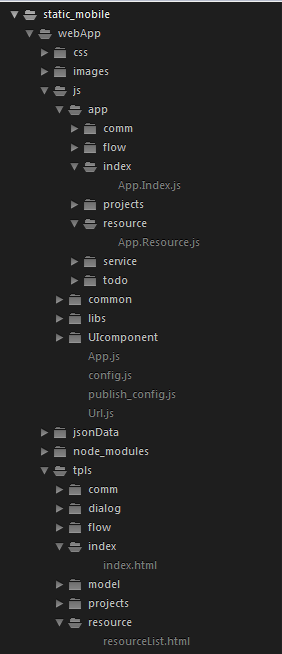 static_mobile
webApp
css
images
js
app
comm
flow
index
App.Index.js
projects
resource
App.Resource.js
service
todo
common
libs
UIcomponent
App.js
config.js
publish_config.js
Url.js
jsonData
node_modules
tpls
comm
dialog
flow
index
index.html
model
projects
resource
resourceList.html